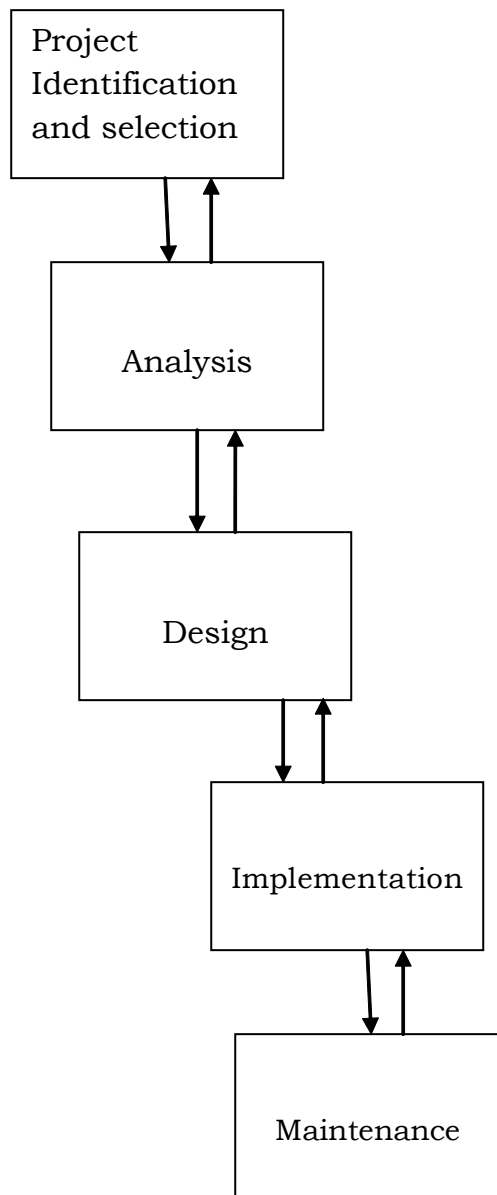 Project
Identification
and selection
Analysis
Design
Implementation
Maintenance